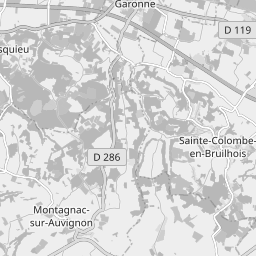 Garonne
D 119
squieu
Sainte-Colombe-
en-Bruilhois
D 286
Montagnac-
sur-Auvignon